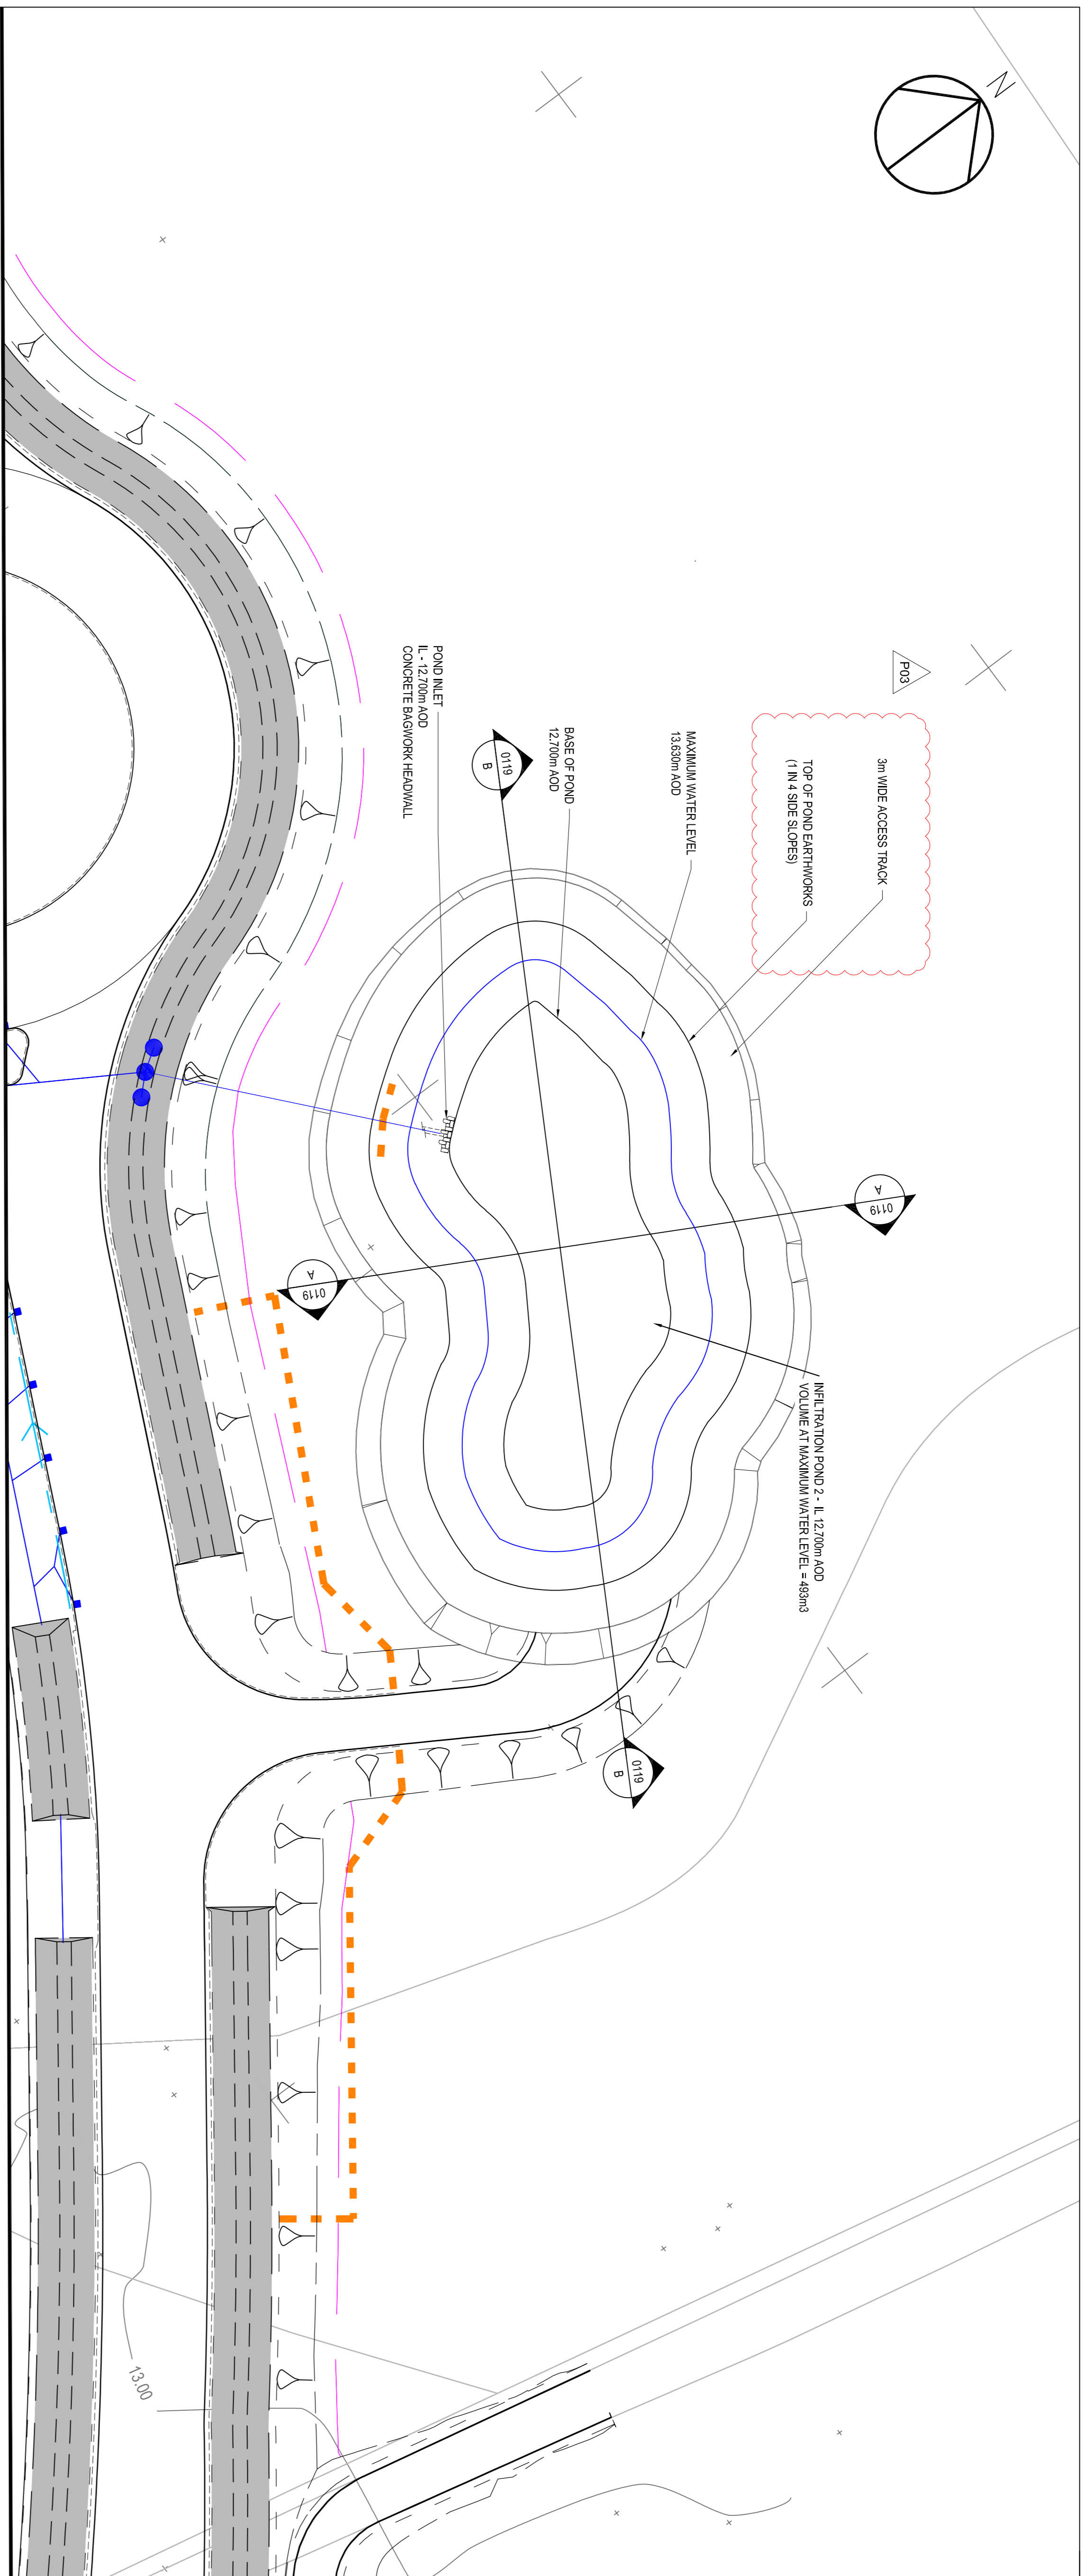 N
P03
3m WIDE ACCESS TRACK
TOP OF POND EARTHWORKS
(1 IN 4 SIDE SLOPES)
MAXIMUM WATER LEVEL
13.630m AOD
BASE OF POND
12.700m AOD
POND INLET
IL - 12.700m AOD
CONCRETE BAGWORK HEADWALL
0119
B
0119
A
0119
A
INFILTRATION POND 2 - IL 12.700m AOD
VOLUME AT MAXIMUM WATER LEVEL = 493m3
0119
B
13.00